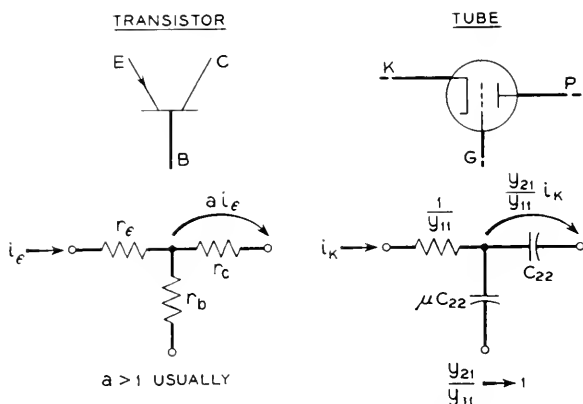 TRANSISTOR
TUBE
E
C
B
K
P
G
iε
rε
a iε
rc
rb
a > 1 USUALLY
iK
1/y11
y21/y11 iK
C22
μC22
y21/y11 → 1